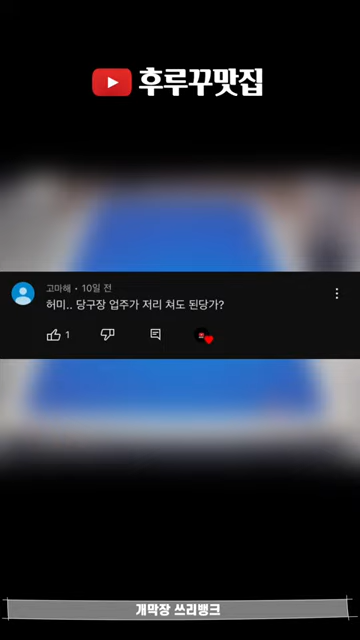 후루꾸맛집
고마해 • 10일 전
허미.. 당구장 업주가 저리 쳐도 된당가?
1
개막장 쓰리뱅크